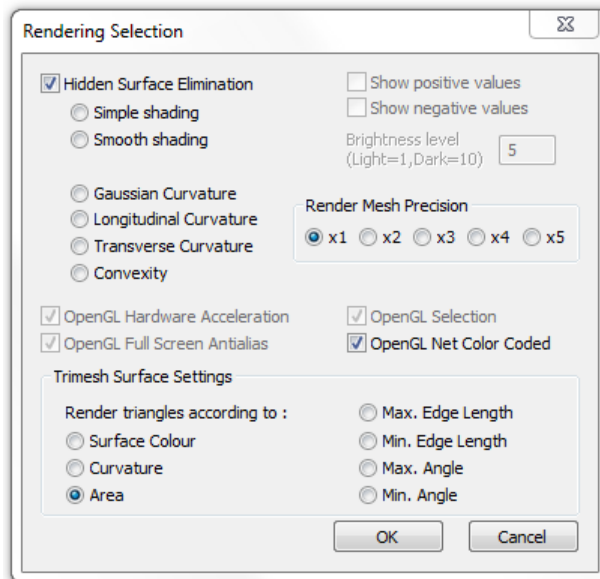 Rendering Selection
Hidden Surface Elimination
Simple shading
Smooth shading
Gaussian Curvature
Longitudinal Curvature
Transverse Curvature
Convexity
Show positive values
Show negative values
Brightness level
(Light=1,Dark=10) 5
Render Mesh Precision
x1 x2 x3 x4 x5
OpenGL Hardware Acceleration
OpenGL Full Screen Antialias
OpenGL Selection
OpenGL Net Color Coded
Trimesh Surface Settings
Render triangles according to :
Surface Colour
Curvature
Area
Max. Edge Length
Min. Edge Length
Max. Angle
Min. Angle
OK Cancel